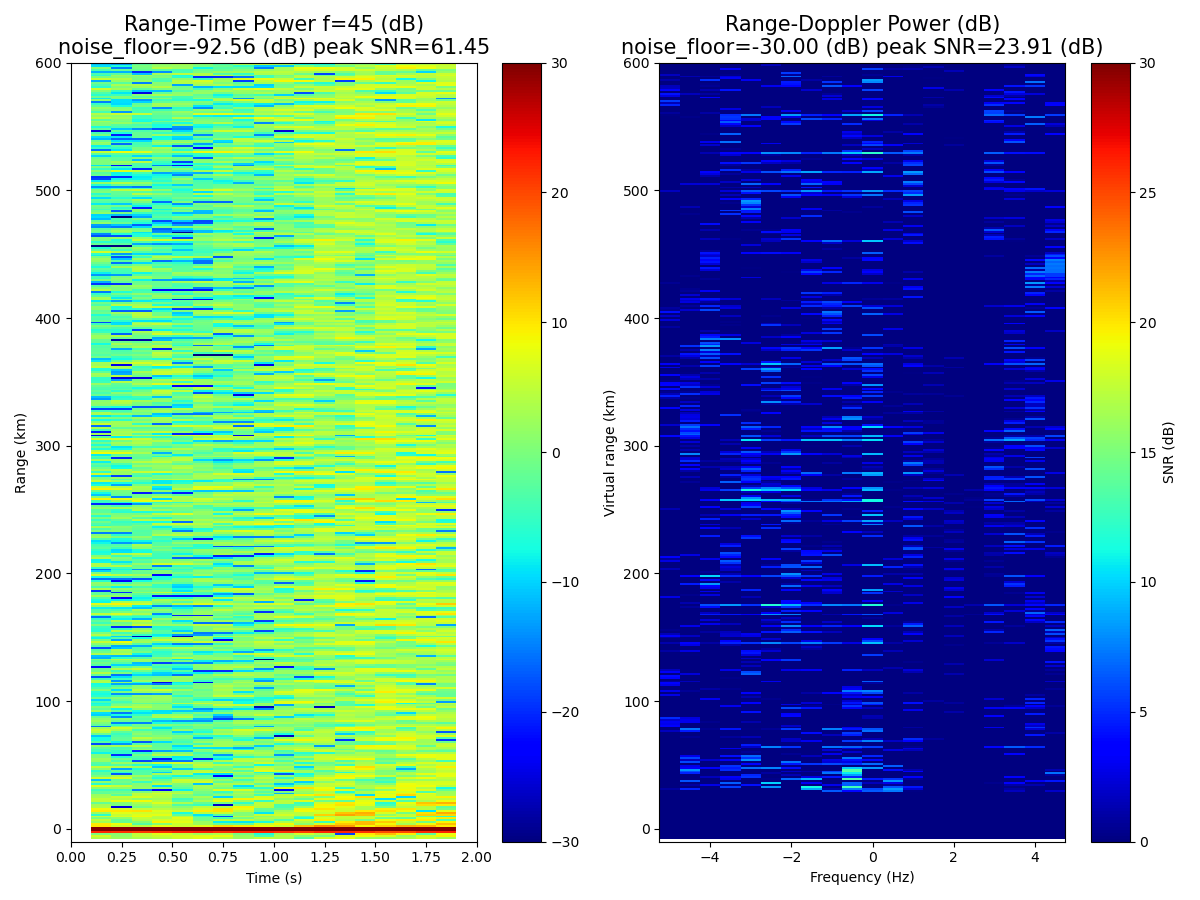 Range-Time Power f=45 (dB)
noise_floor=-92.56 (dB) peak SNR=61.45
Range (km)
600
500
400
300
200
100
0
0.00 0.25 0.50 0.75 1.00 1.25 1.50 1.75 2.00
Time (s)
30
20
10
0
−10
−20
−30
Range-Doppler Power (dB)
noise_floor=-30.00 (dB) peak SNR=23.91 (dB)
Virtual range (km)
600
500
400
300
200
100
0
−4 −2 0 2 4
Frequency (Hz)
30
25
20
15
10
5
0
SNR (dB)